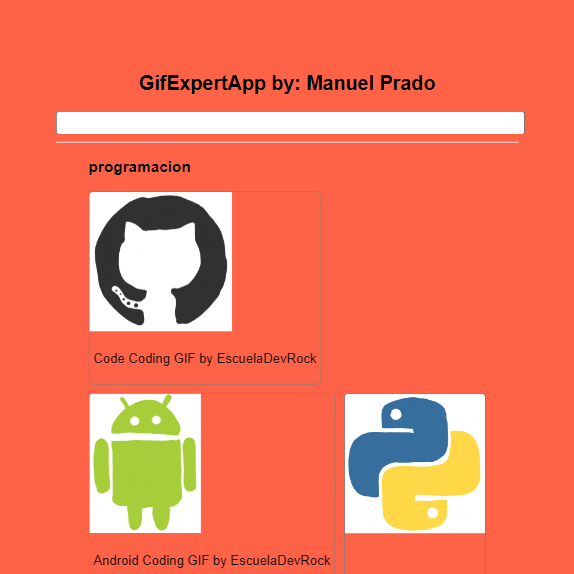 GifExpertApp by: Manuel Prado
programacion
Code Coding GIF by EscuelaDevRock
Android Coding GIF by EscuelaDevRock